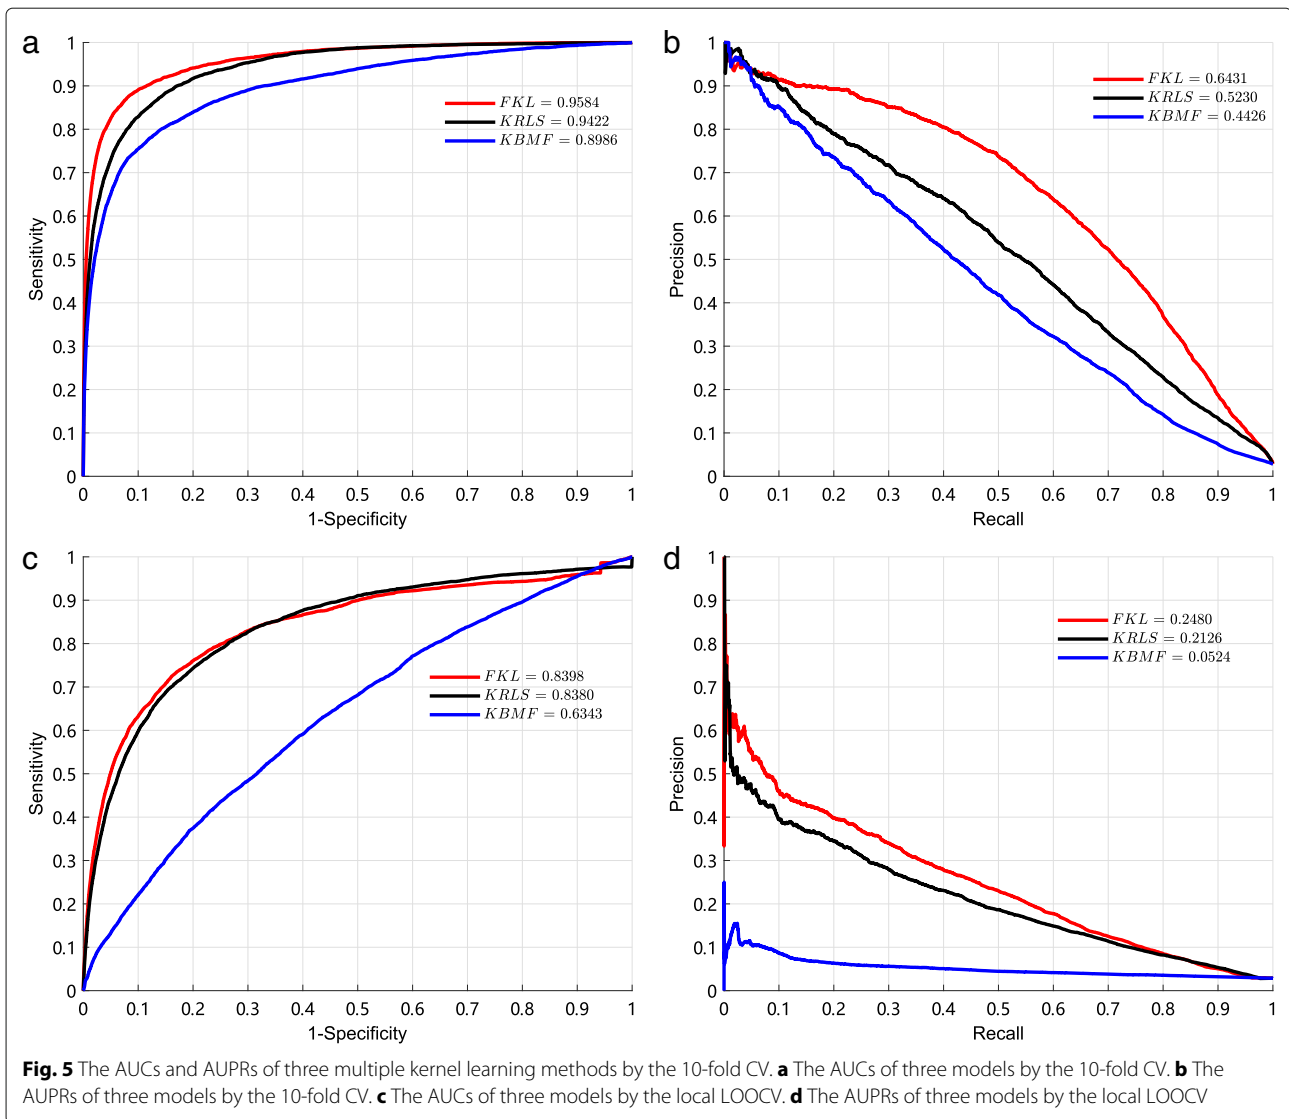 a
1
0.9
0.8
0.7
0.6
0.5
0.4
0.3
0.2
0.1
0
Sensitivity
FKL = 0.9584
KRLS = 0.9422
KBMF = 0.8986
0 0.1 0.2 0.3 0.4 0.5 0.6 0.7 0.8 0.9 1
1-Specificity
b
1
0.9
0.8
0.7
0.6
0.5
0.4
0.3
0.2
0.1
0
Precision
FKL = 0.6431
KRLS = 0.5230
KBMF = 0.4426
0 0.1 0.2 0.3 0.4 0.5 0.6 0.7 0.8 0.9 1
Recall
c
1
0.9
0.8
0.7
0.6
0.5
0.4
0.3
0.2
0.1
0
Sensitivity
FKL = 0.8398
KRLS = 0.8380
KBMF = 0.6343
0 0.1 0.2 0.3 0.4 0.5 0.6 0.7 0.8 0.9 1
1-Specificity
d
1
0.9
0.8
0.7
0.6
0.5
0.4
0.3
0.2
0.1
0
Precision
FKL = 0.2480
KRLS = 0.2126
KBMF = 0.0524
0 0.1 0.2 0.3 0.4 0.5 0.6 0.7 0.8 0.9 1
Recall
Fig. 5 The AUCs and AUPRs of three multiple kernel learning methods by the 10-fold CV. a The AUCs of three models by the 10-fold CV. b The
AUPRs of three models by the 10-fold CV. c The AUCs of three models by the local LOOCV. d The AUPRs of three models by the local LOOCV